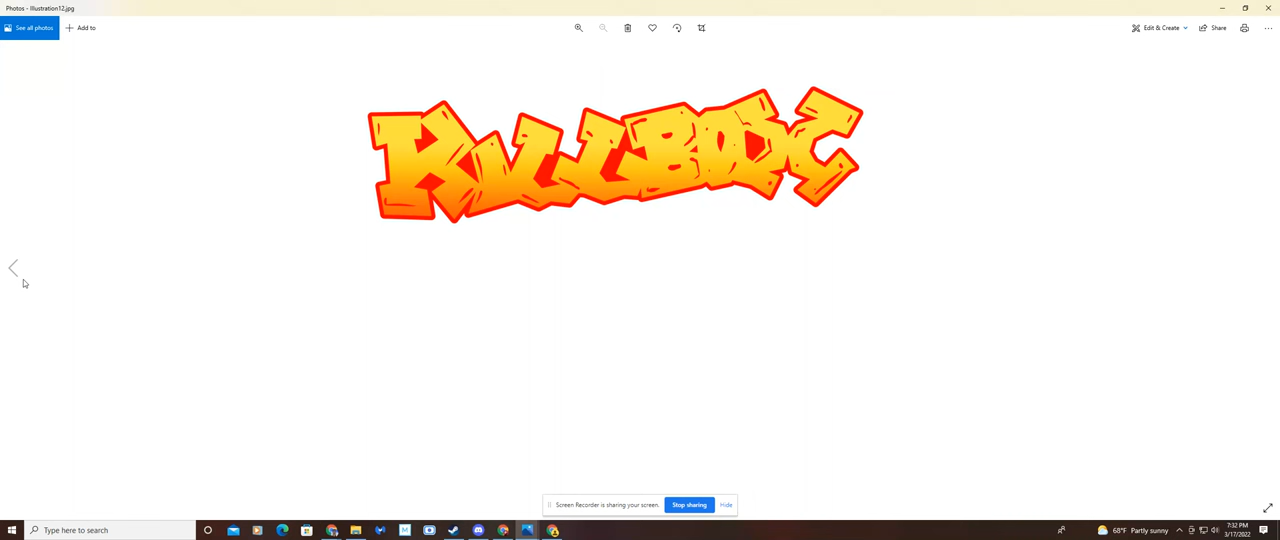 Photos - Illustration12.jpg
See all photos
Add to
Edit & Create
Share
Screen Recorder is sharing your screen.
Stop sharing
Hide
Type here to search
68°F Partly sunny
7:32 PM
3/17/2022